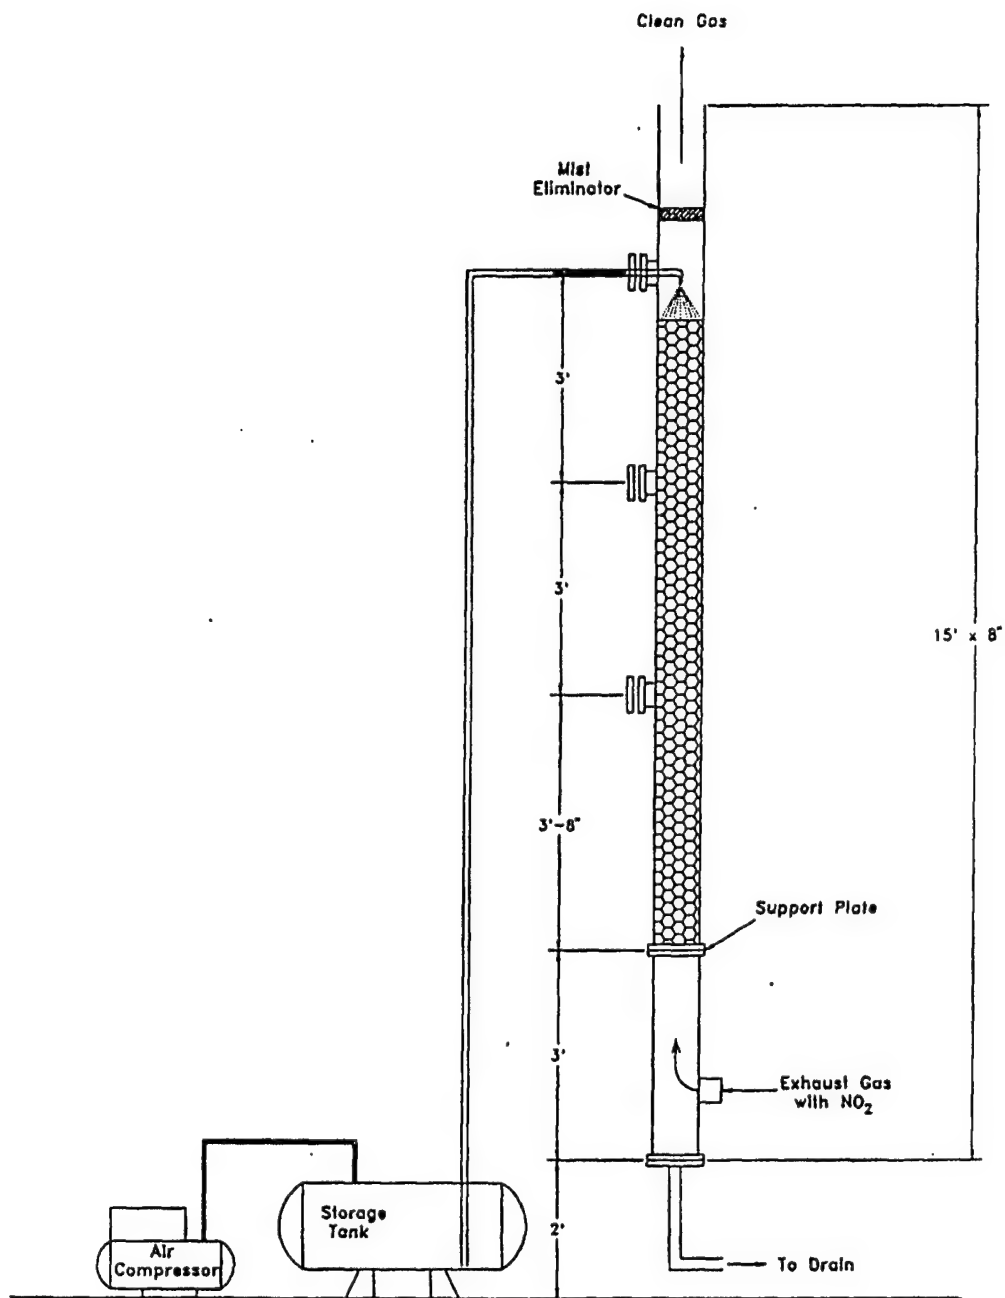 Clean Gas
Mist
Eliminator
3'
3'
15' x 8"
3'-8"
Support Plate
3'
Exhaust Gas
with NO₂
Storage
Tank
2'
Air
Compressor
To Drain